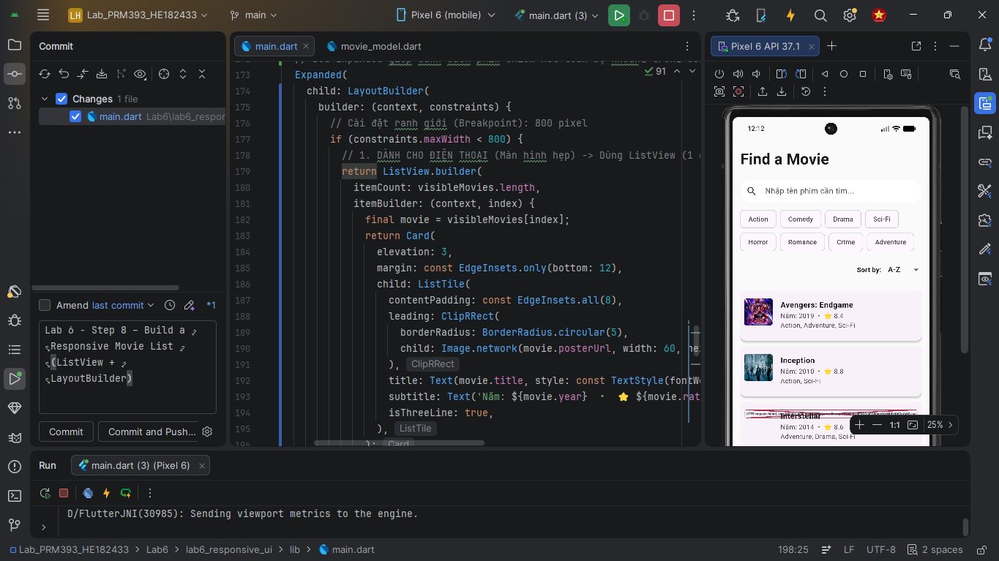 LH Lab_PRM393_HE182433 main Pixel 6 (mobile) main.dart (3)
Commit
Changes 1 file
main.dart Lab6\lab6_respor
Amend last commit *1
Lab 6 - Step 8 – Build a
Responsive Movie List
(ListView +
LayoutBuilder)
Commit Commit and Push...
main.dart movie_model.dart
91
173 Expanded(
174 child: LayoutBuilder(
175 builder: (context, constraints) {
176 // Cài đặt ranh giới (Breakpoint): 800 pixel
177 if (constraints.maxWidth < 800) {
178 // 1. DÀNH CHO ĐIỆN THOẠI (Màn hình hẹp) -> Dùng ListView (1
179 return ListView.builder(
180 itemCount: visibleMovies.length,
181 itemBuilder: (context, index) {
182 final movie = visibleMovies[index];
183 return Card(
184 elevation: 3,
185 margin: const EdgeInsets.only(bottom: 12),
186 child: ListTile(
187 contentPadding: const EdgeInsets.all(8),
188 leading: ClipRRect(
189 borderRadius: BorderRadius.circular(5),
190 child: Image.network(movie.posterUrl, width: 60,
191 ), ClipRRect
192 title: Text(movie.title, style: const TextStyle(fontW
193 subtitle: Text('Năm: ${movie.year} • ⭐ ${movie.rat
194 isThreeLine: true,
195 ), ListTile
196 ); Card
Pixel 6 API 37.1
12:12
Find a Movie
Nhập tên phim cần tìm...
Action Comedy Drama Sci-Fi
Horror Romance Crime Adventure
Sort by: A-Z
Avengers: Endgame
Năm: 2019 • ⭐ 8.4
Action, Adventure, Sci-Fi
Inception
Năm: 2010 • ⭐ 8.8
Action, Sci-Fi
Interstellar
Năm: 2014 • ⭐ 8.6
Adventure, Drama, Sci-Fi
1:1 25%
Run main.dart (3) (Pixel 6)
D/FlutterJNI(30985): Sending viewport metrics to the engine.
Lab_PRM393_HE182433 > Lab6 > lab6_responsive_ui > lib > main.dart 198:25 LF UTF-8 2 spaces